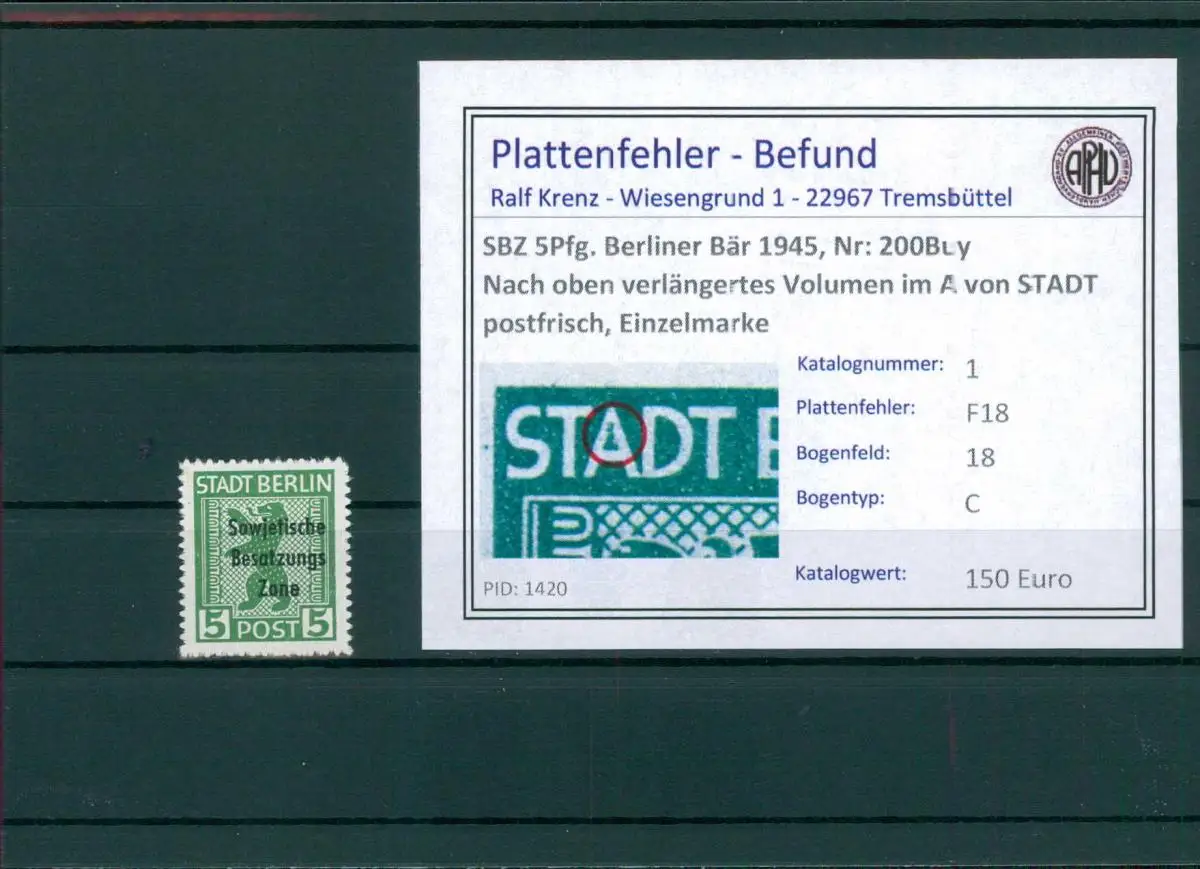 STADT BERLIN
Sowjetische
Besatzungs
Zone
5 POST 5
Plattenfehler - Befund
Ralf Krenz - Wiesengrund 1 - 22967 Tremsbüttel
APHV
SBZ 5Pfg. Berliner Bär 1945, Nr: 200B
Nach oben verlängertes Volumen im A von STADT
postfrisch, Einzelmarke
STADT B
Katalognummer: 1
Plattenfehler: F18
Bogenfeld: 18
Bogentyp: C
Katalogwert: 150 Euro
PID: 1420